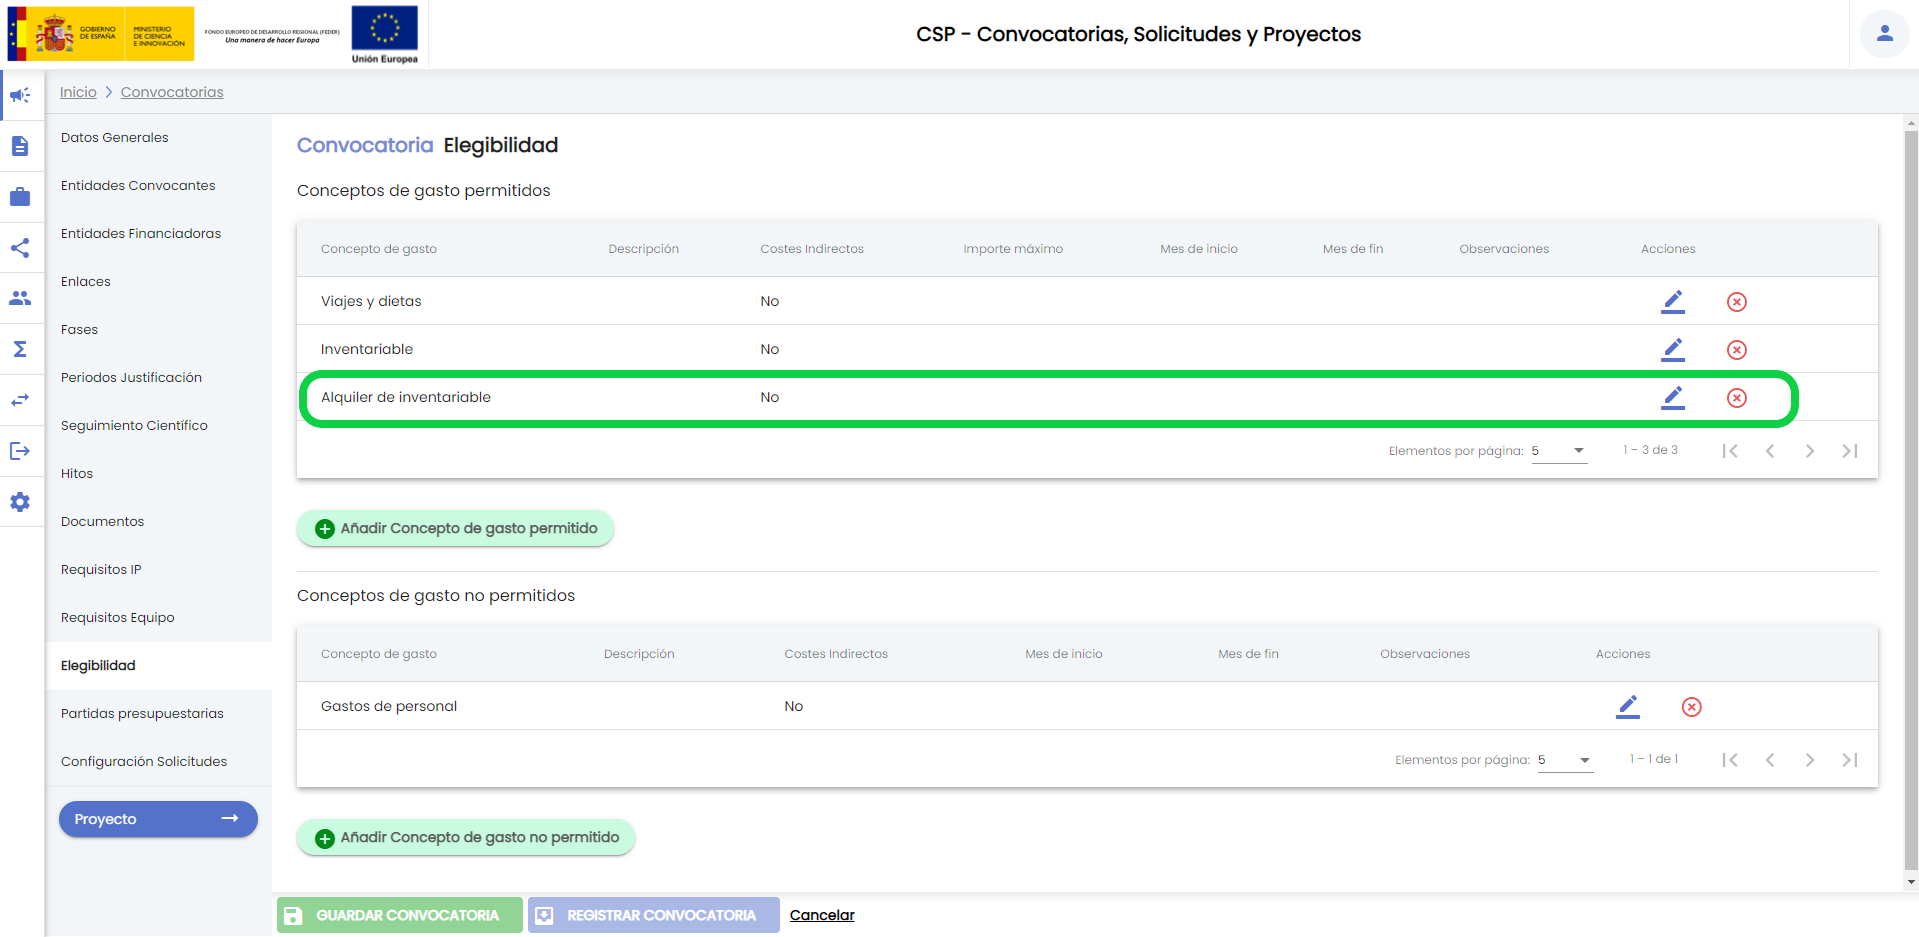 GOBIERNO
DE ESPAÑA
MINISTERIO
DE CIENCIA
E INNOVACIÓN
FONDO EUROPEO DE DESARROLLO REGIONAL (FEDER)
Una manera de hacer Europa
Unión Europea
CSP - Convocatorias, Solicitudes y Proyectos
Inicio > Convocatorias
Datos Generales
Entidades Convocantes
Entidades Financiadoras
Enlaces
Fases
Periodos Justificación
Seguimiento Científico
Hitos
Documentos
Requisitos IP
Requisitos Equipo
Elegibilidad
Partidas presupuestarias
Configuración Solicitudes
Proyecto
Convocatoria Elegibilidad
Conceptos de gasto permitidos
Concepto de gasto Descripción Costes Indirectos Importe máximo Mes de inicio Mes de fin Observaciones Acciones
Viajes y dietas No
Inventariable No
Alquiler de inventariable No
Elementos por página: 5 1 – 3 de 3
Añadir Concepto de gasto permitido
Conceptos de gasto no permitidos
Concepto de gasto Descripción Costes Indirectos Mes de inicio Mes de fin Observaciones Acciones
Gastos de personal No
Elementos por página: 5 1 – 1 de 1
Añadir Concepto de gasto no permitido
GUARDAR CONVOCATORIA REGISTRAR CONVOCATORIA Cancelar